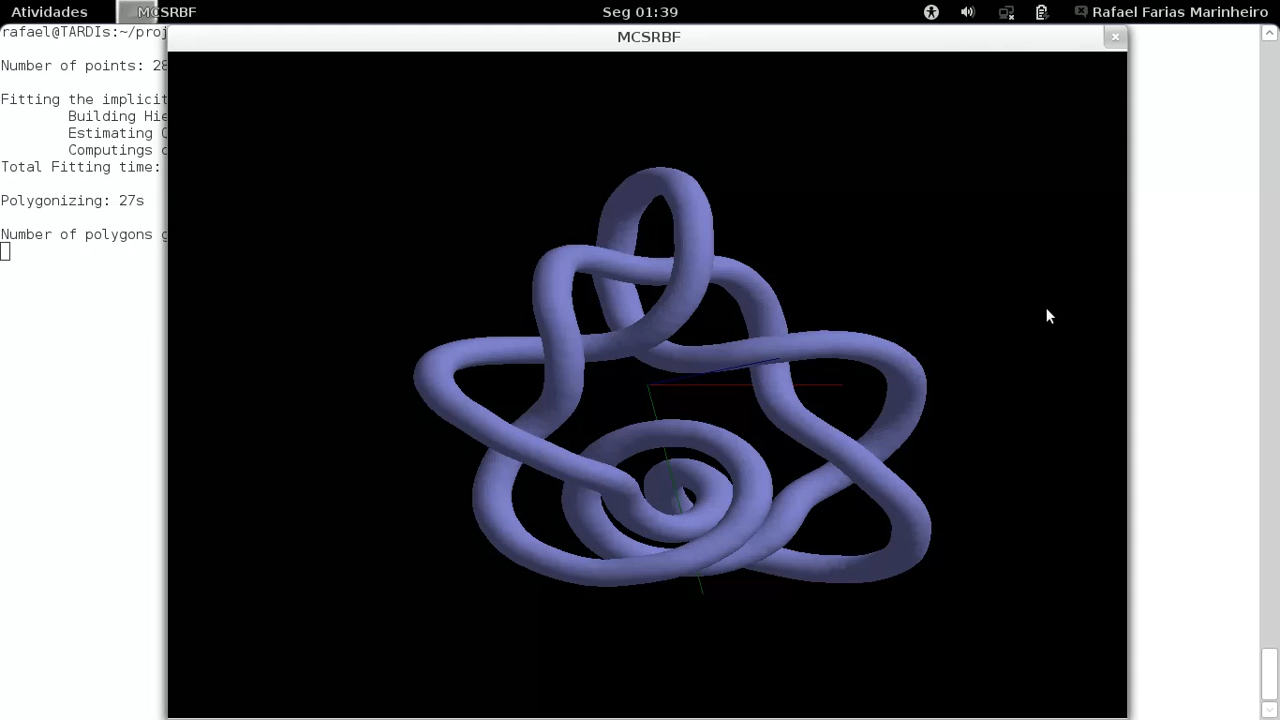 Atividades MCSRBF Seg 01:39 Rafael Farias Marinheiro
MCSRBF
rafael@TARDIs:~/proj
Number of points: 28
Fitting the implicit
Building Hie
Estimating
Computings
Total Fitting time:
Polygonizing: 27s
Number of polygons